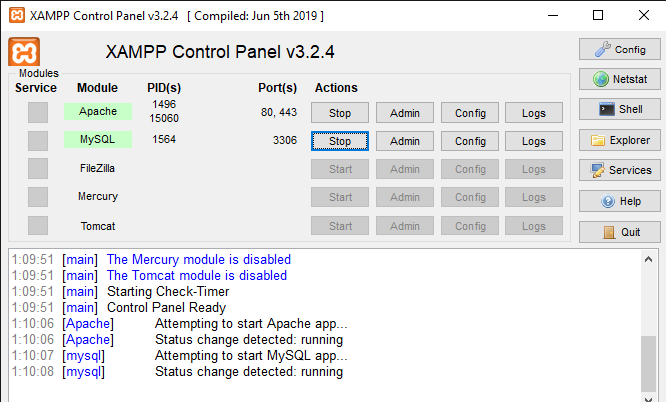 XAMPP Control Panel v3.2.4 [ Compiled: Jun 5th 2019 ]
XAMPP Control Panel v3.2.4
Config
Modules
Service Module PID(s) Port(s) Actions
Netstat
Apache 1496 15060 80, 443 Stop Admin Config Logs
Shell
MySQL 1564 3306 Stop Admin Config Logs
Explorer
FileZilla Start Admin Config Logs
Services
Mercury Start Admin Config Logs
Help
Tomcat Start Admin Config Logs
Quit
1:09:51 [main] The Mercury module is disabled
1:09:51 [main] The Tomcat module is disabled
1:09:51 [main] Starting Check-Timer
1:09:51 [main] Control Panel Ready
1:10:06 [Apache] Attempting to start Apache app...
1:10:06 [Apache] Status change detected: running
1:10:07 [mysql] Attempting to start MySQL app...
1:10:08 [mysql] Status change detected: running